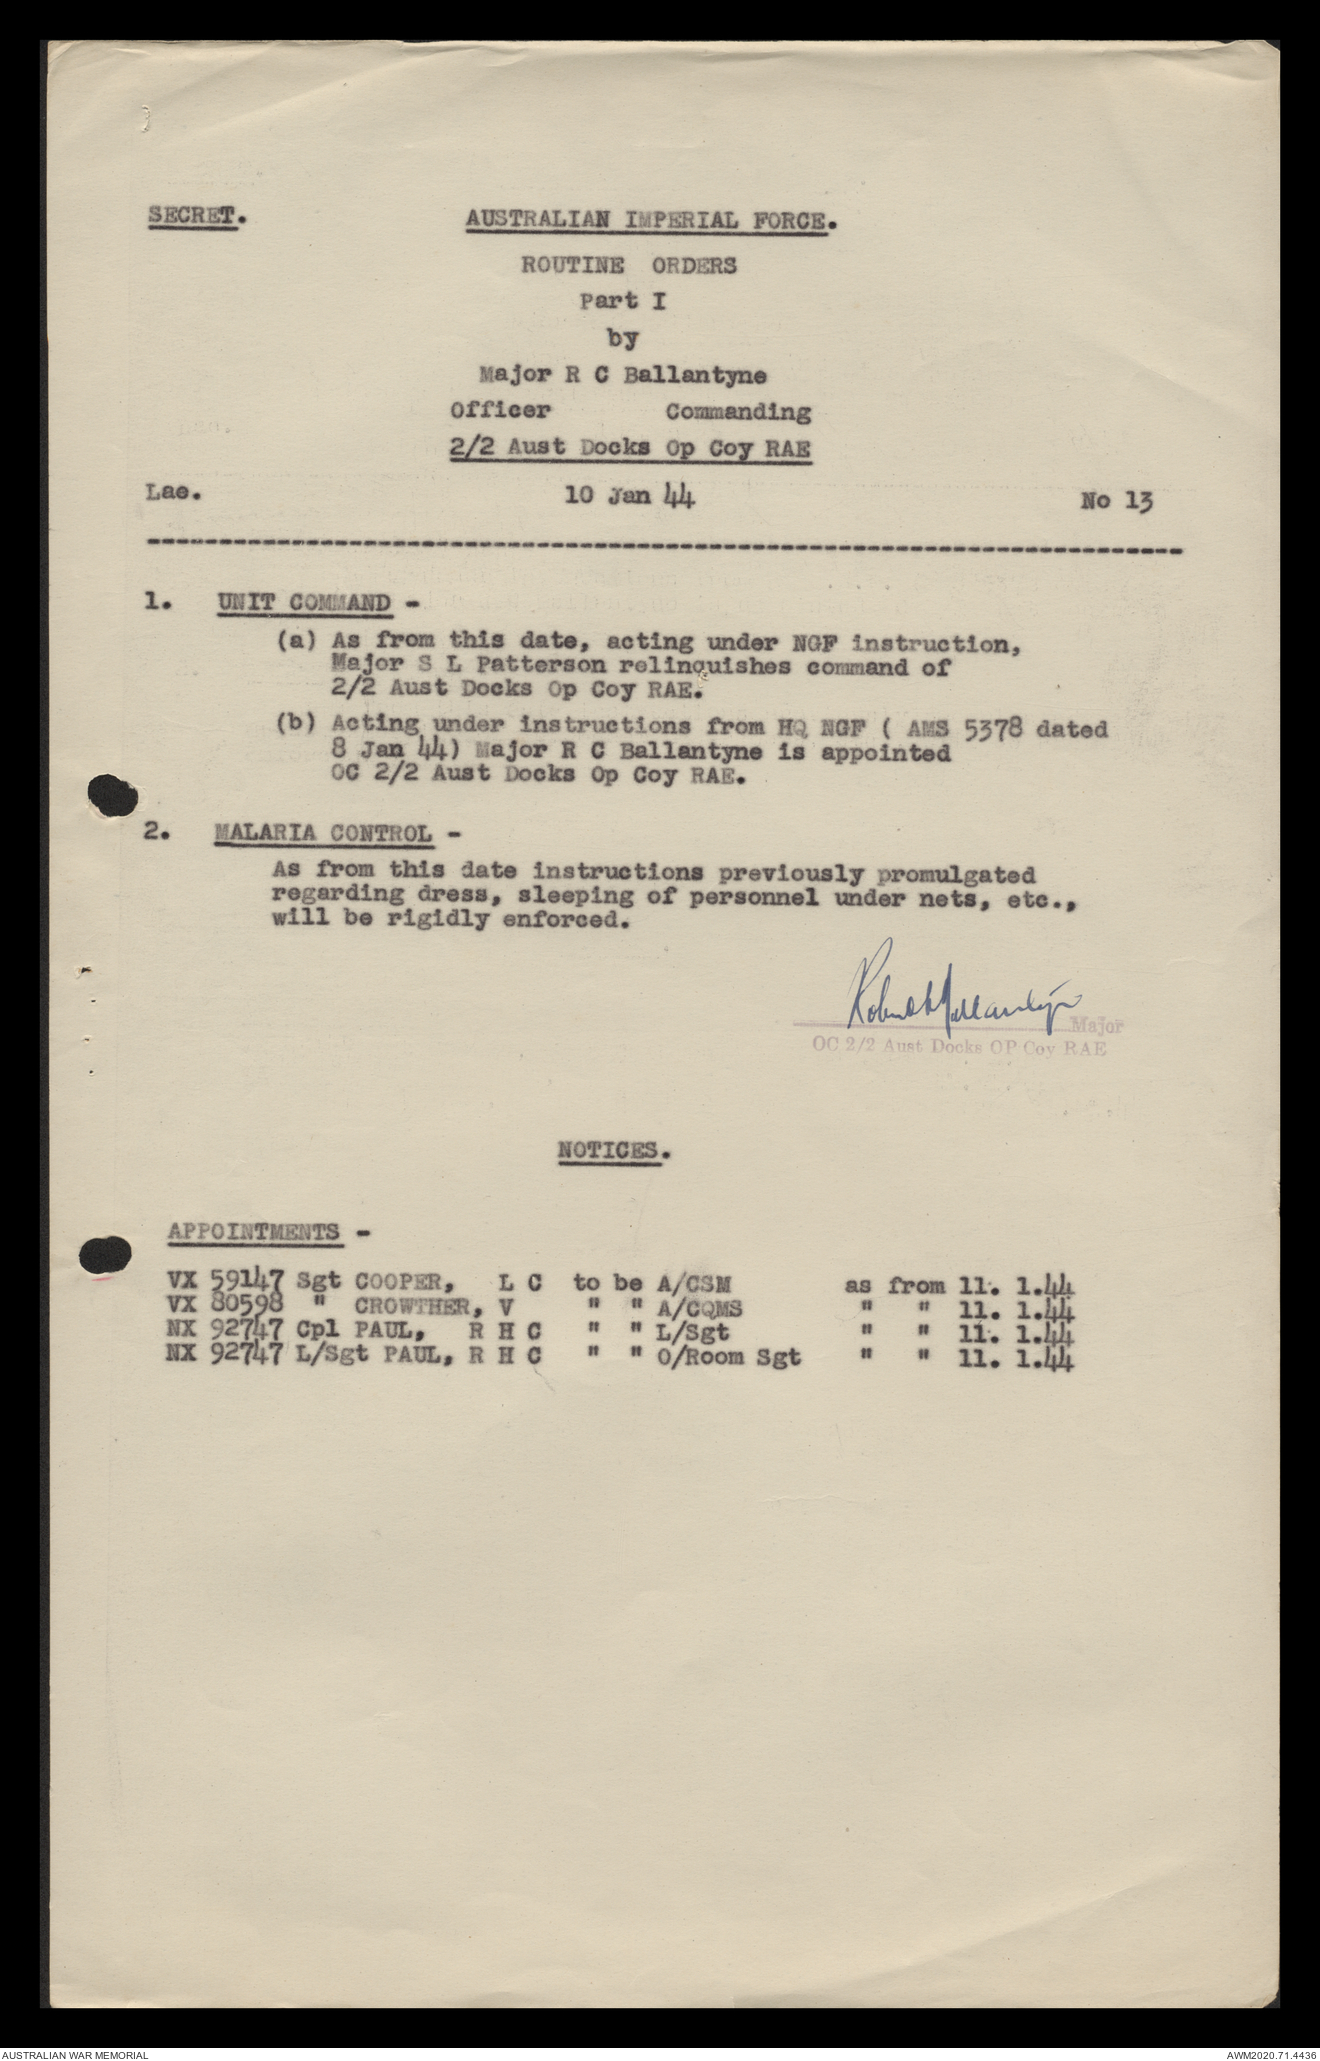 SECRET.
AUSTRALIAN IMPERIAL FORCE.
ROUTINE ORDERS
Part I
by
Major R C Ballantyne
Officer Commanding
2/2 Aust Docks Op Coy RAE
Lae. 10 Jan 44 No 13
1. UNIT COMMAND -
(a) As from this date, acting under NGF instruction,
Major S L Patterson relinquishes command of
2/2 Aust Docks Op Coy RAE.
(b) Acting under instructions from HQ NGF ( AMS 5378 dated
8 Jan 44) Major R C Ballantyne is appointed
OC 2/2 Aust Docks Op Coy RAE.
2. MALARIA CONTROL -
As from this date instructions previously promulgated
regarding dress, sleeping of personnel under nets, etc.,
will be rigidly enforced.
Robert Ballantyne
Major
OC 2/2 Aust Docks OP Coy RAE
NOTICES.
APPOINTMENTS -
VX 59147 Sgt COOPER, L C to be A/CSM as from 11. 1.44
VX 80598 " CROWTHER, V " " A/CQMS " " 11. 1.44
NX 92747 Cpl PAUL, R H C " " L/Sgt " " 11. 1.44
NX 92747 L/Sgt PAUL, R H C " " O/Room Sgt " " 11. 1.44
AUSTRALIAN WAR MEMORIAL AWM2020.71.4436